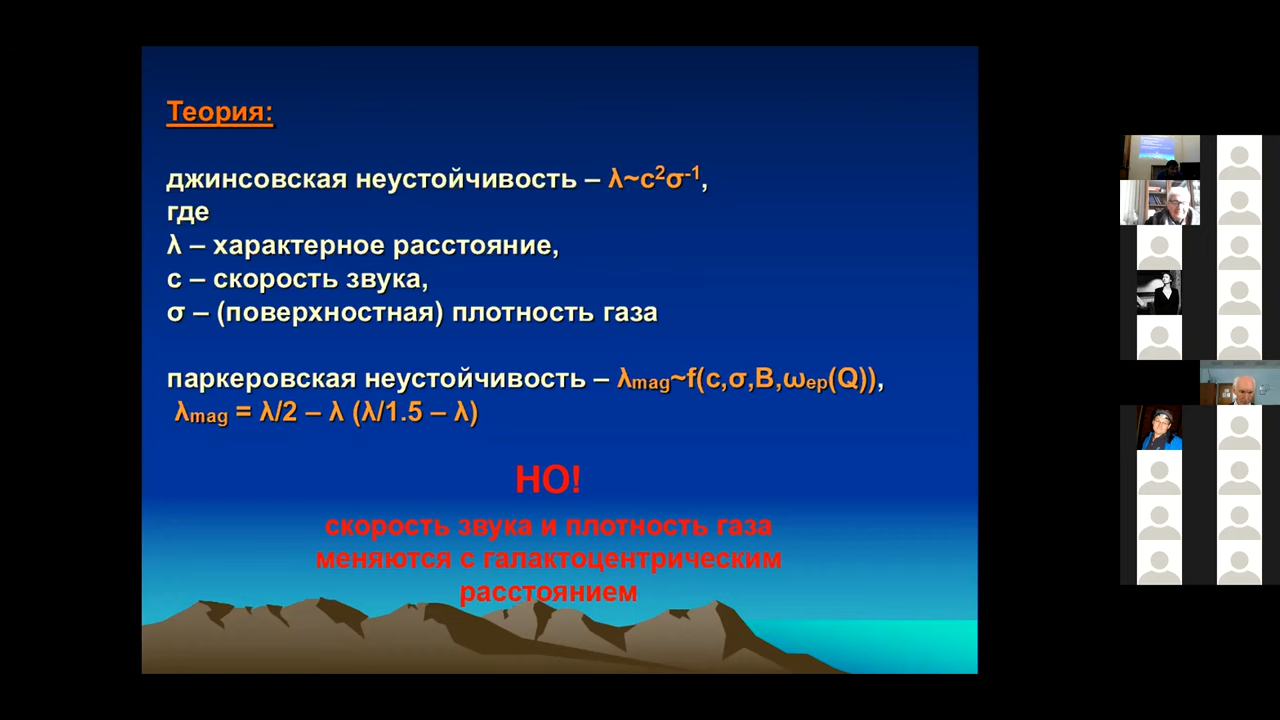 Теория:
джинсовская неустойчивость – λ~c²σ⁻¹,
где
λ – характерное расстояние,
c – скорость звука,
σ – (поверхностная) плотность газа
паркеровская неустойчивость – λmag~f(c,σ,B,ωep(Q)),
λmag = λ/2 – λ (λ/1.5 – λ)
НО!
скорость звука и плотность газа
меняются с галактоцентрическим
расстоянием